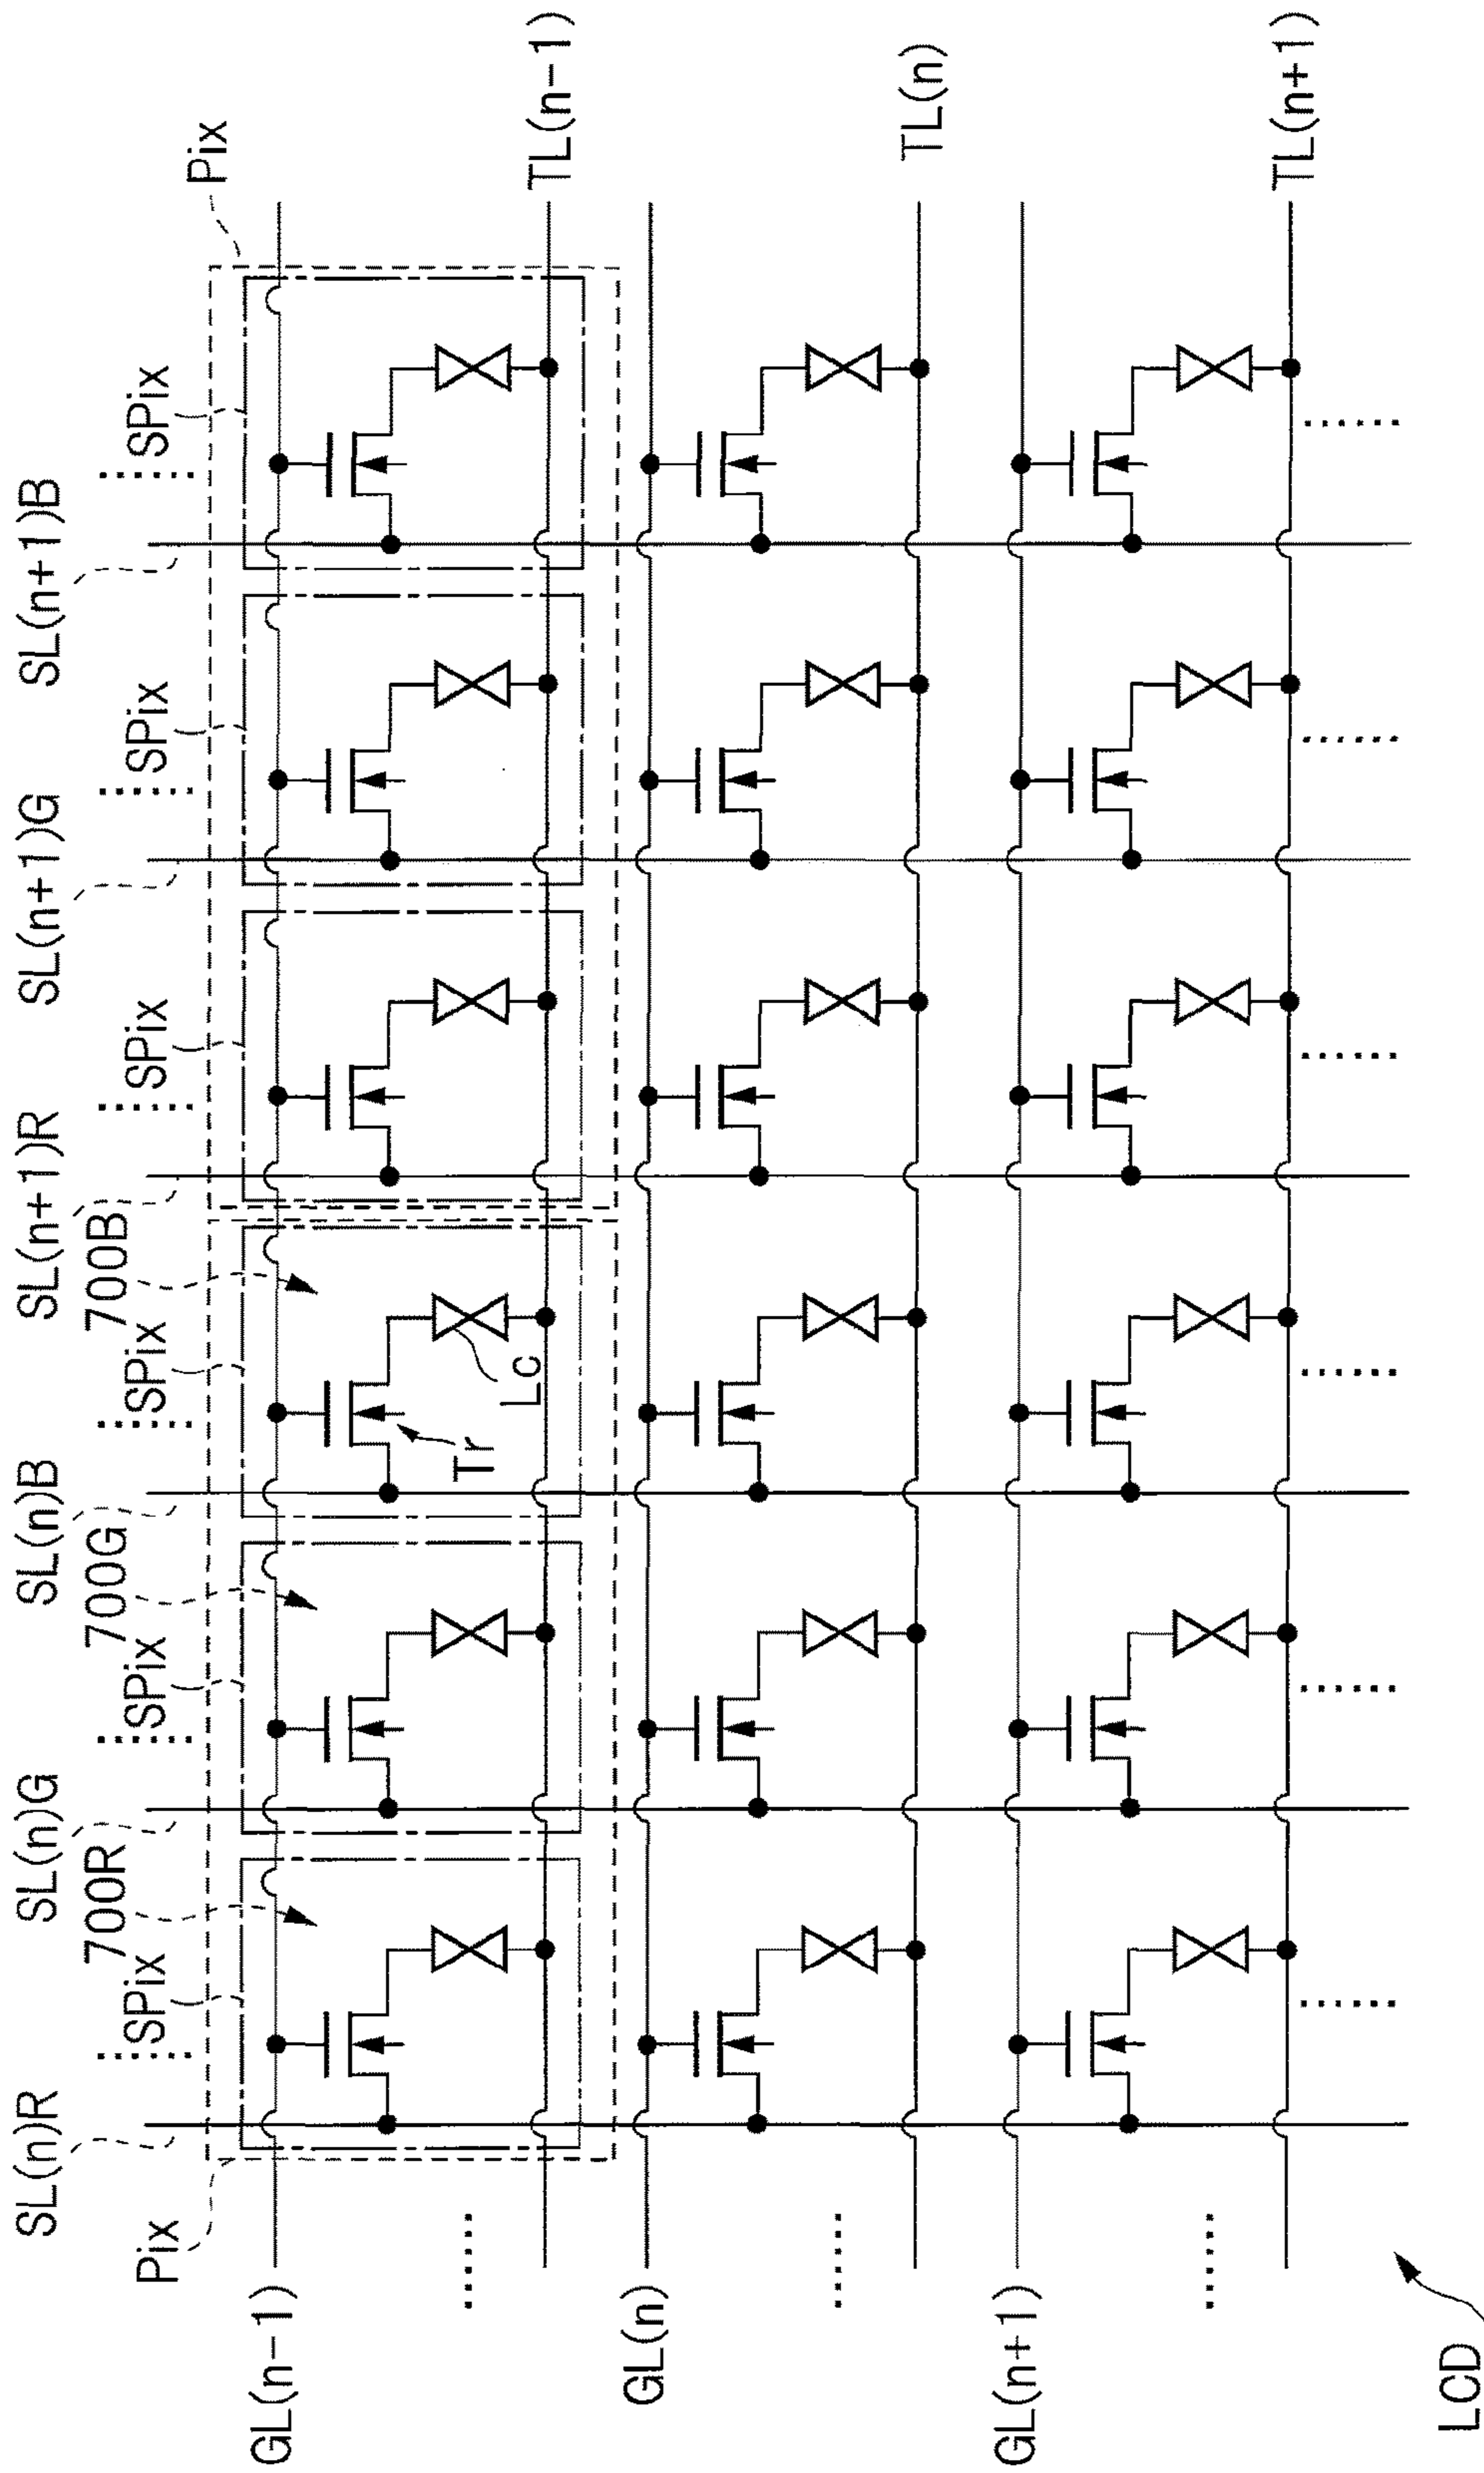 SL(n)R
SL(n)G
SL(n)B
SL(n+1)R
SL(n+1)G
SL(n+1)B
700R
700G
700B
SPix
SPix
SPix
SPix
SPix
SPix
Pix
Pix
Tr
Lc
GL(n-1)
TL(n-1)
GL(n)
TL(n)
GL(n+1)
TL(n+1)
LCD